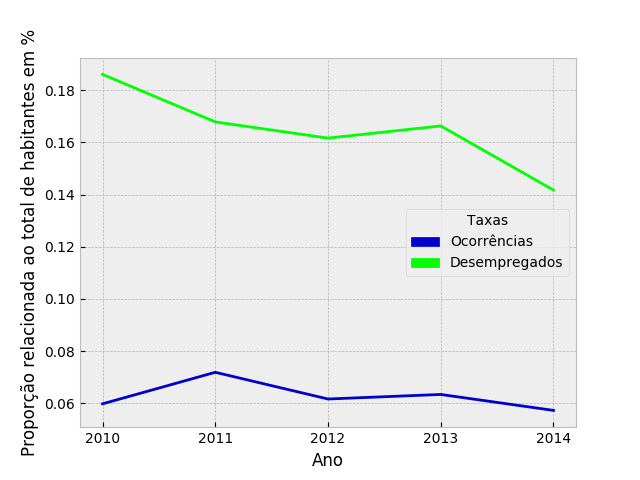 Proporção relacionada ao total de habitantes em %
0.18
0.16
0.14
0.12
0.10
0.08
0.06
Taxas
Ocorrências
Desempregados
2010 2011 2012 2013 2014
Ano